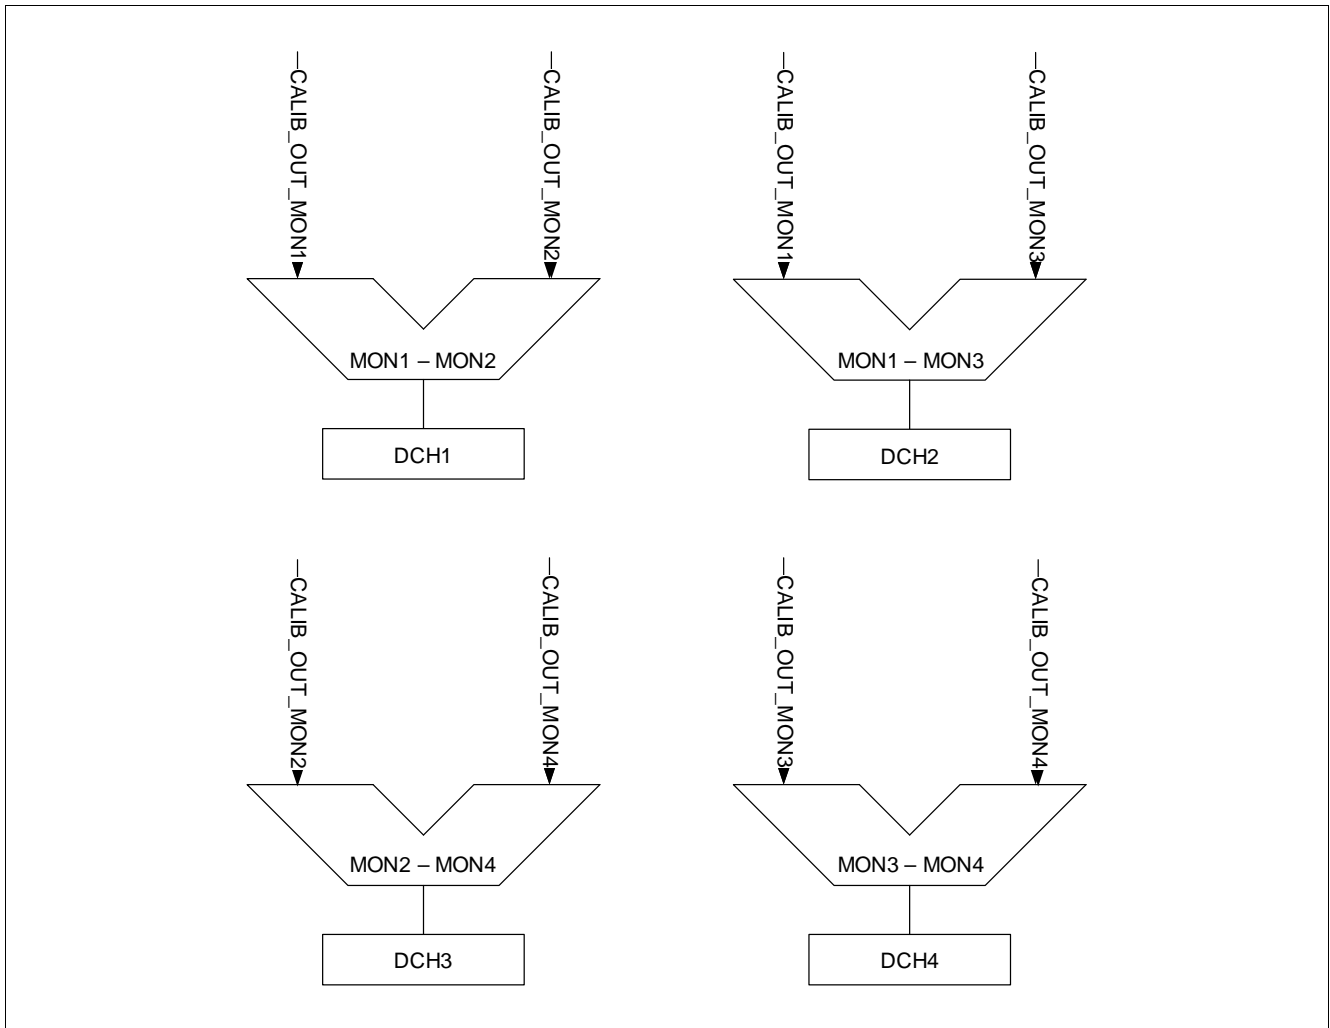 CALIB_OUT_MON1
CALIB_OUT_MON2
MON1 – MON2
DCH1
CALIB_OUT_MON1
CALIB_OUT_MON3
MON1 – MON3
DCH2
CALIB_OUT_MON2
CALIB_OUT_MON4
MON2 – MON4
DCH3
CALIB_OUT_MON3
CALIB_OUT_MON4
MON3 – MON4
DCH4